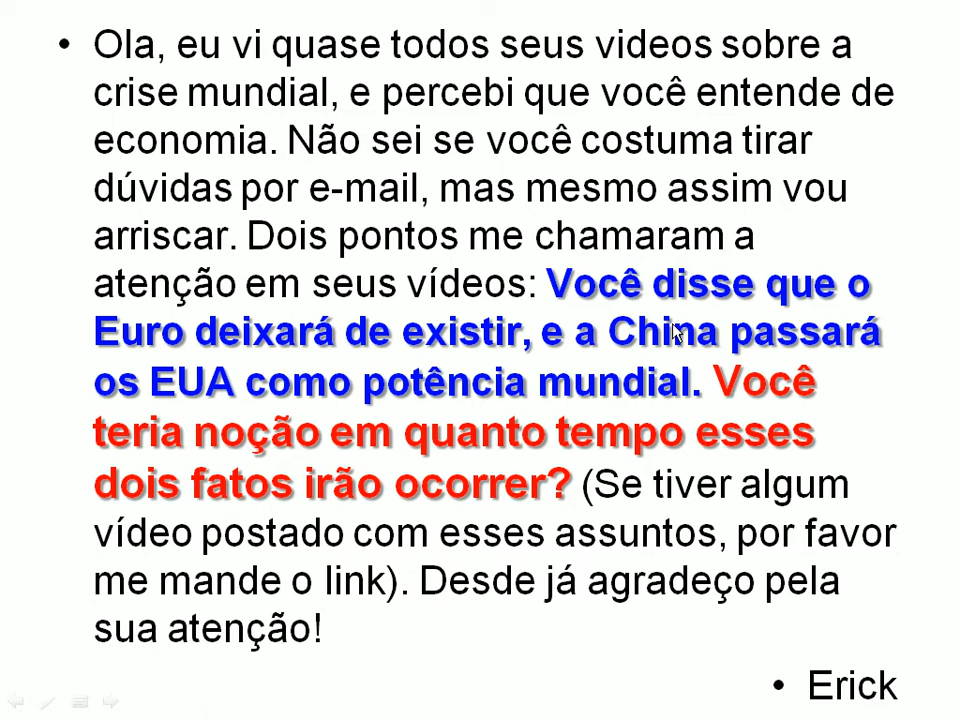 • Ola, eu vi quase todos seus videos sobre a
crise mundial, e percebi que você entende de
economia. Não sei se você costuma tirar
dúvidas por e-mail, mas mesmo assim vou
arriscar. Dois pontos me chamaram a
atenção em seus vídeos: Você disse que o
Euro deixará de existir, e a China passará
os EUA como potência mundial. Você
teria noção em quanto tempo esses
dois fatos irão ocorrer? (Se tiver algum
vídeo postado com esses assuntos, por favor
me mande o link). Desde já agradeço pela
sua atenção!
• Erick